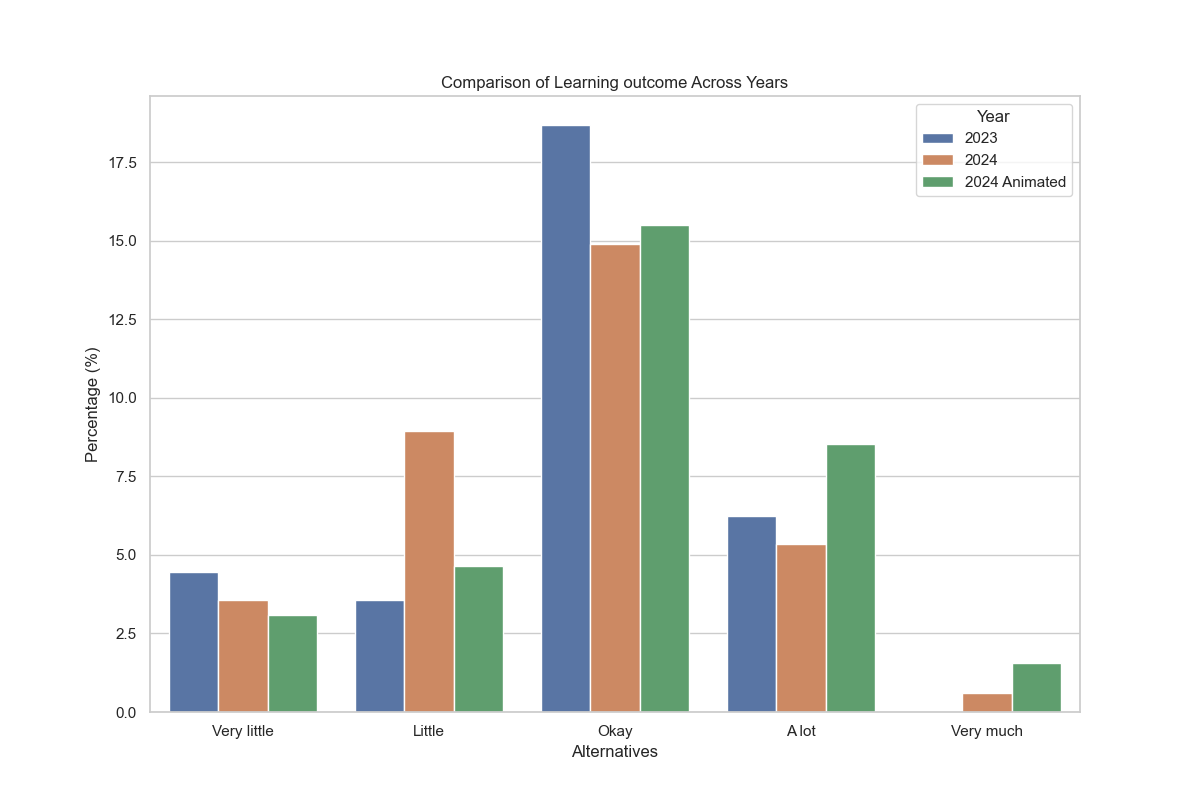 Comparison of Learning outcome Across Years
Year
2023
2024
2024 Animated
Percentage (%)
17.5
15.0
12.5
10.0
7.5
5.0
2.5
0.0
Very little
Little
Okay
A lot
Very much
Alternatives